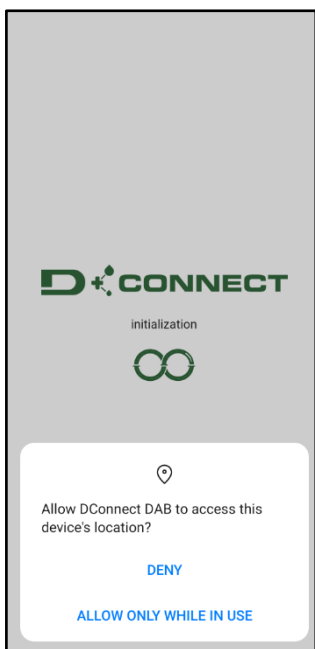 D+CONNECT
initialization
Allow DConnect DAB to access this
device's location?
DENY
ALLOW ONLY WHILE IN USE